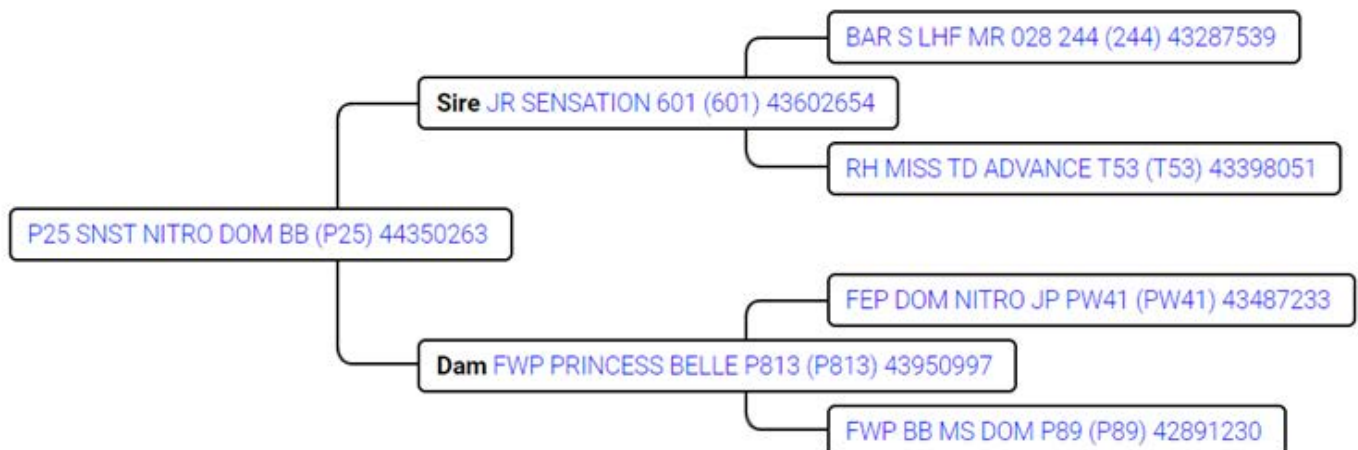 BAR S LHF MR 028 244 (244) 43287539
Sire JR SENSATION 601 (601) 43602654
RH MISS TD ADVANCE T53 (T53) 43398051
P25 SNST NITRO DOM BB (P25) 44350263
FEP DOM NITRO JP PW41 (PW41) 43487233
Dam FWP PRINCESS BELLE P813 (P813) 43950997
FWP BB MS DOM P89 (P89) 42891230